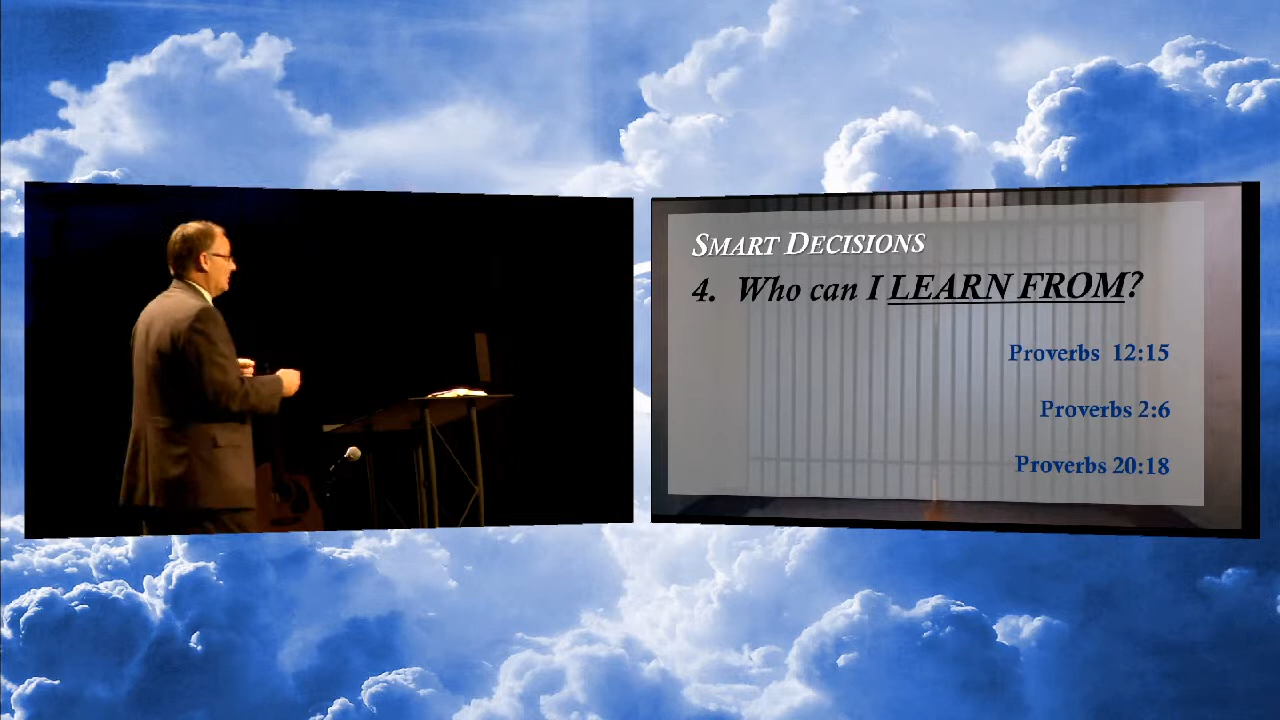 SMART DECISIONS
4. Who can I LEARN FROM?
Proverbs 12:15
Proverbs 2:6
Proverbs 20:18